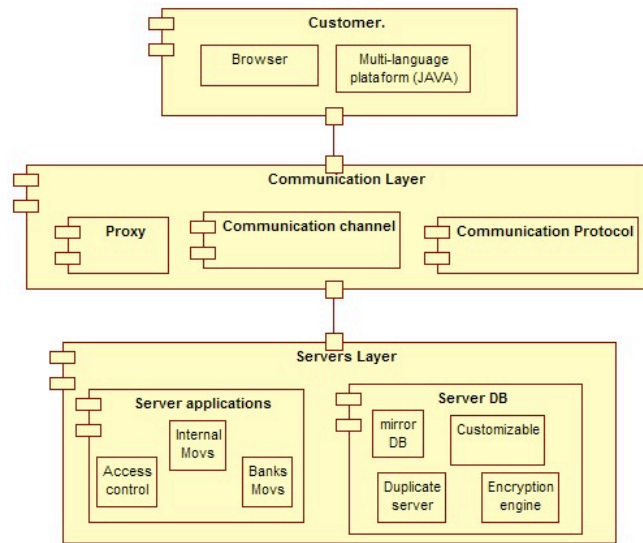 Customer.
Browser
Multi-language
plataform (JAVA)
Communication Layer
Proxy
Communication channel
Communication Protocol
Servers Layer
Server applications
Internal
Movs
Access
control
Banks
Movs
Server DB
mirror
DB
Customizable
Duplicate
server
Encryption
engine